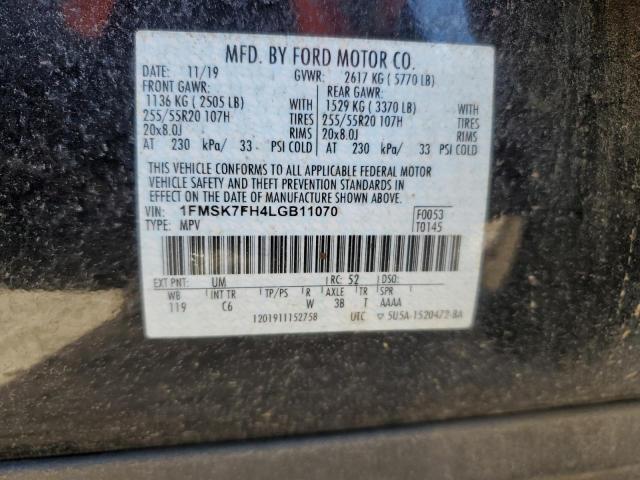 MFD. BY FORD MOTOR CO.
DATE: 11/19 GVWR: 2617 KG ( 5770 LB)
FRONT GAWR: REAR GAWR:
1136 KG ( 2505 LB) WITH 1529 KG ( 3370 LB) WITH
255/55R20 107H TIRES 255/55R20 107H TIRES
20x8.0J RIMS 20x8.0J RIMS
AT 230 kPa/ 33 PSI COLD AT 230 kPa/ 33 PSI COLD
THIS VEHICLE CONFORMS TO ALL APPLICABLE FEDERAL MOTOR
VEHICLE SAFETY AND THEFT PREVENTION STANDARDS IN
EFFECT ON THE DATE OF MANUFACTURE SHOWN ABOVE.
VIN: 1FMSK7FH4LGB11070 F0053
TYPE: MPV T0145
EXT PNT: UM RC: 52 DSO:
WB INT TR TP/PS R AXLE TR SPR
119 C6 W 3B T AAAA
1201911152758 UTC ▽ 5U5A-1520472-BA